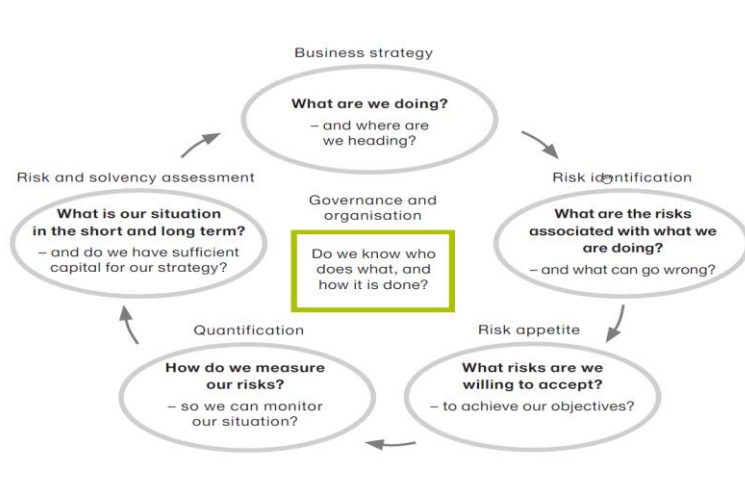 Business strategy
What are we doing?
– and where are
we heading?
Risk identification
What are the risks
associated with what we
are doing?
– and what can go wrong?
Risk appetite
What risks are we
willing to accept?
– to achieve our objectives?
Quantification
How do we measure
our risks?
– so we can monitor
our situation?
Risk and solvency assessment
What is our situation
in the short and long term?
– and do we have sufficient
capital for our strategy?
Governance and
organisation
Do we know who
does what, and
how it is done?